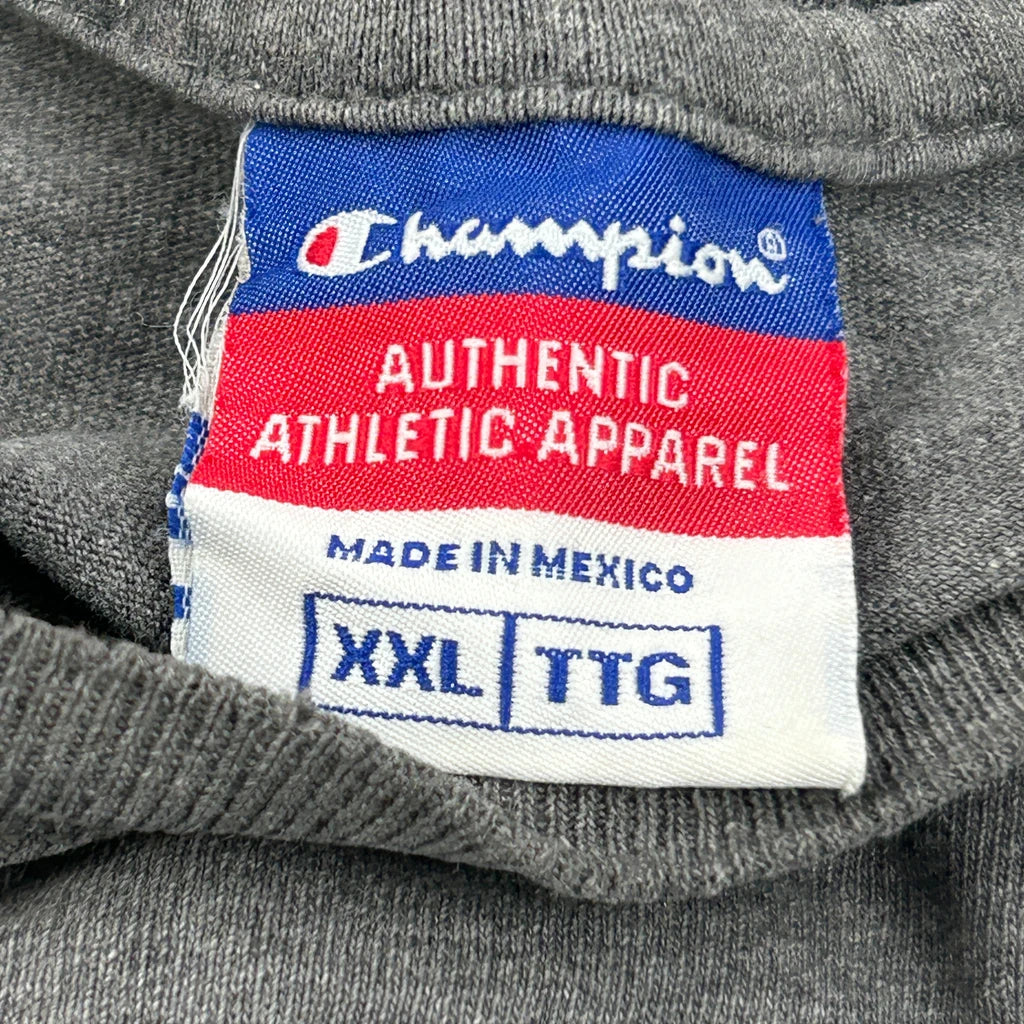 Champion®
AUTHENTIC
ATHLETIC APPAREL
MADE IN MEXICO
XXL TTG